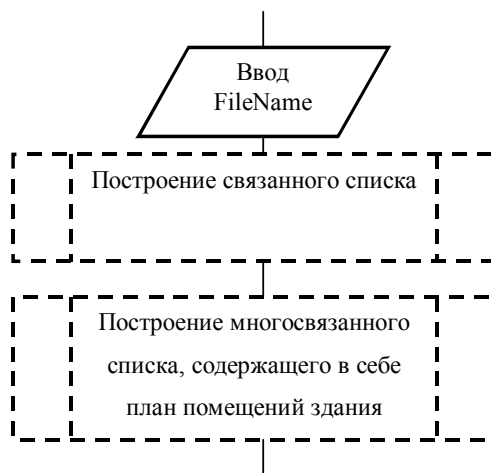 Ввод
FileName
Построение связанного списка
Построение многосвязанного
списка, содержащего в себе
план помещений здания